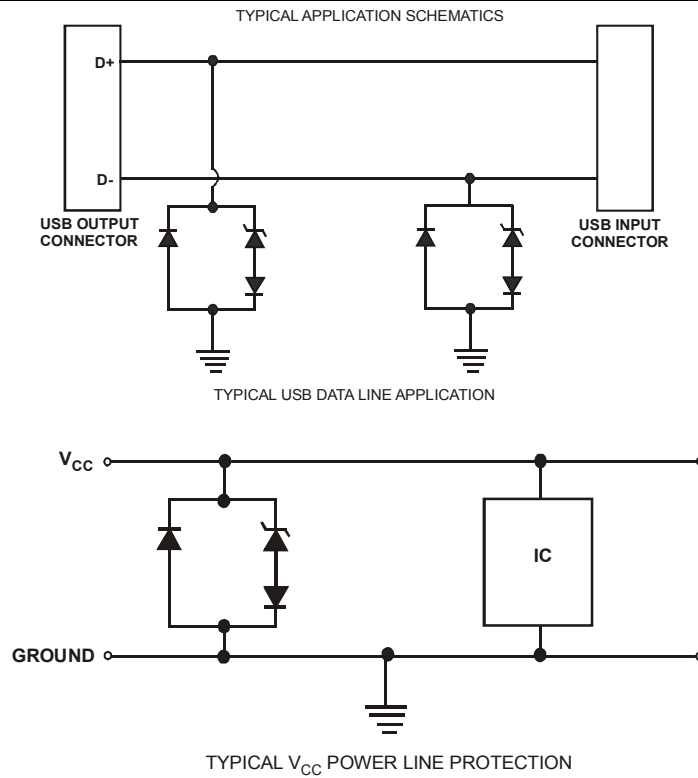 TYPICAL APPLICATION SCHEMATICS
D+
D-
USB OUTPUT
CONNECTOR
USB INPUT
CONNECTOR
TYPICAL USB DATA LINE APPLICATION
VCC
IC
GROUND
TYPICAL VCC POWER LINE PROTECTION